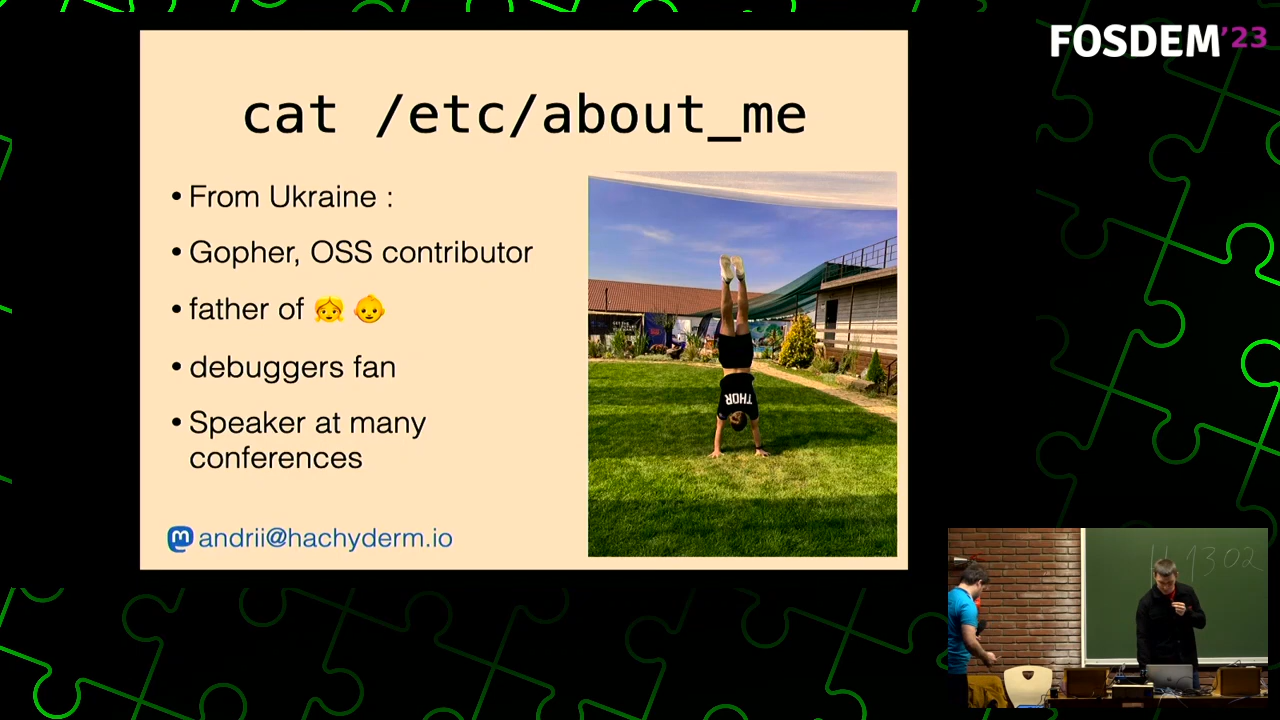 FOSDEM'23
cat /etc/about_me
• From Ukraine :
• Gopher, OSS contributor
• father of 👧 👶
• debuggers fan
• Speaker at many
conferences
THOR
andrii@hachyderm.io
H.1302